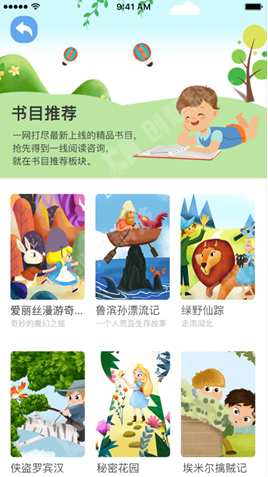 9:41 AM
书目推荐
一网打尽最新上线的精品书目,
抢先得到一线阅读咨询,
就在书目推荐板块。
爱丽丝漫游奇...
鲁滨孙漂流记
绿野仙踪
奇妙的魔幻之旅
一个人荒岛生存故事
走南闯北
侠盗罗宾汉
秘密花园
埃米尔擒贼记